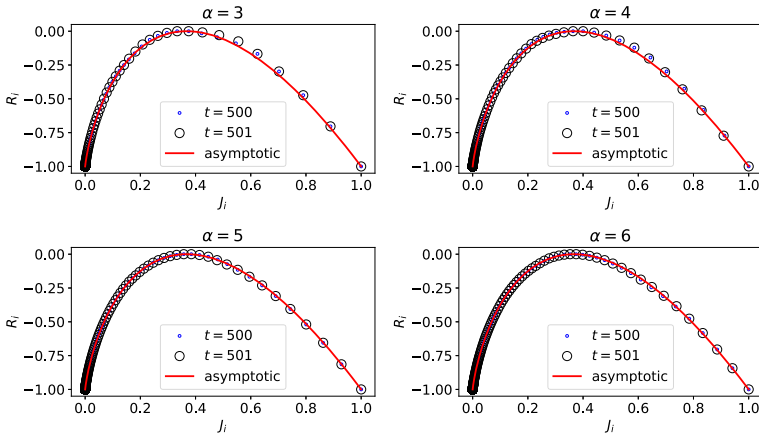 α = 3
0.00
−0.25
−0.50
−0.75
−1.00
R_i
t = 500
t = 501
asymptotic
0.0 0.2 0.4 0.6 0.8 1.0
J_i
α = 4
0.00
−0.25
−0.50
−0.75
−1.00
R_i
t = 500
t = 501
asymptotic
0.0 0.2 0.4 0.6 0.8 1.0
J_i
α = 5
0.00
−0.25
−0.50
−0.75
−1.00
R_i
t = 500
t = 501
asymptotic
0.0 0.2 0.4 0.6 0.8 1.0
J_i
α = 6
0.00
−0.25
−0.50
−0.75
−1.00
R_i
t = 500
t = 501
asymptotic
0.0 0.2 0.4 0.6 0.8 1.0
J_i